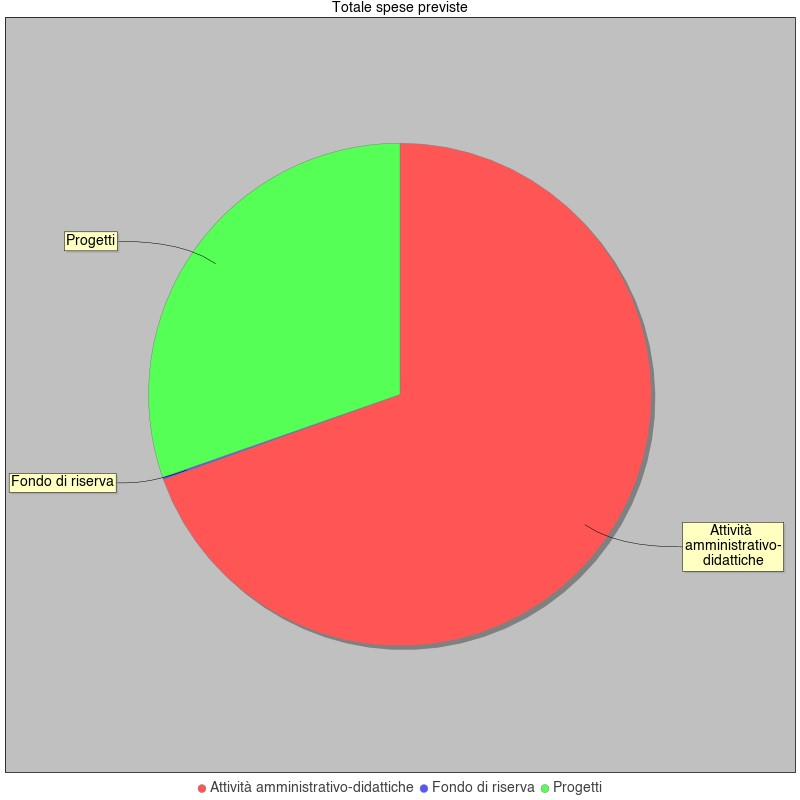 Totale spese previste
Progetti
Fondo di riserva
Attività
amministrativo-
didattiche
Attività amministrativo-didattiche Fondo di riserva Progetti